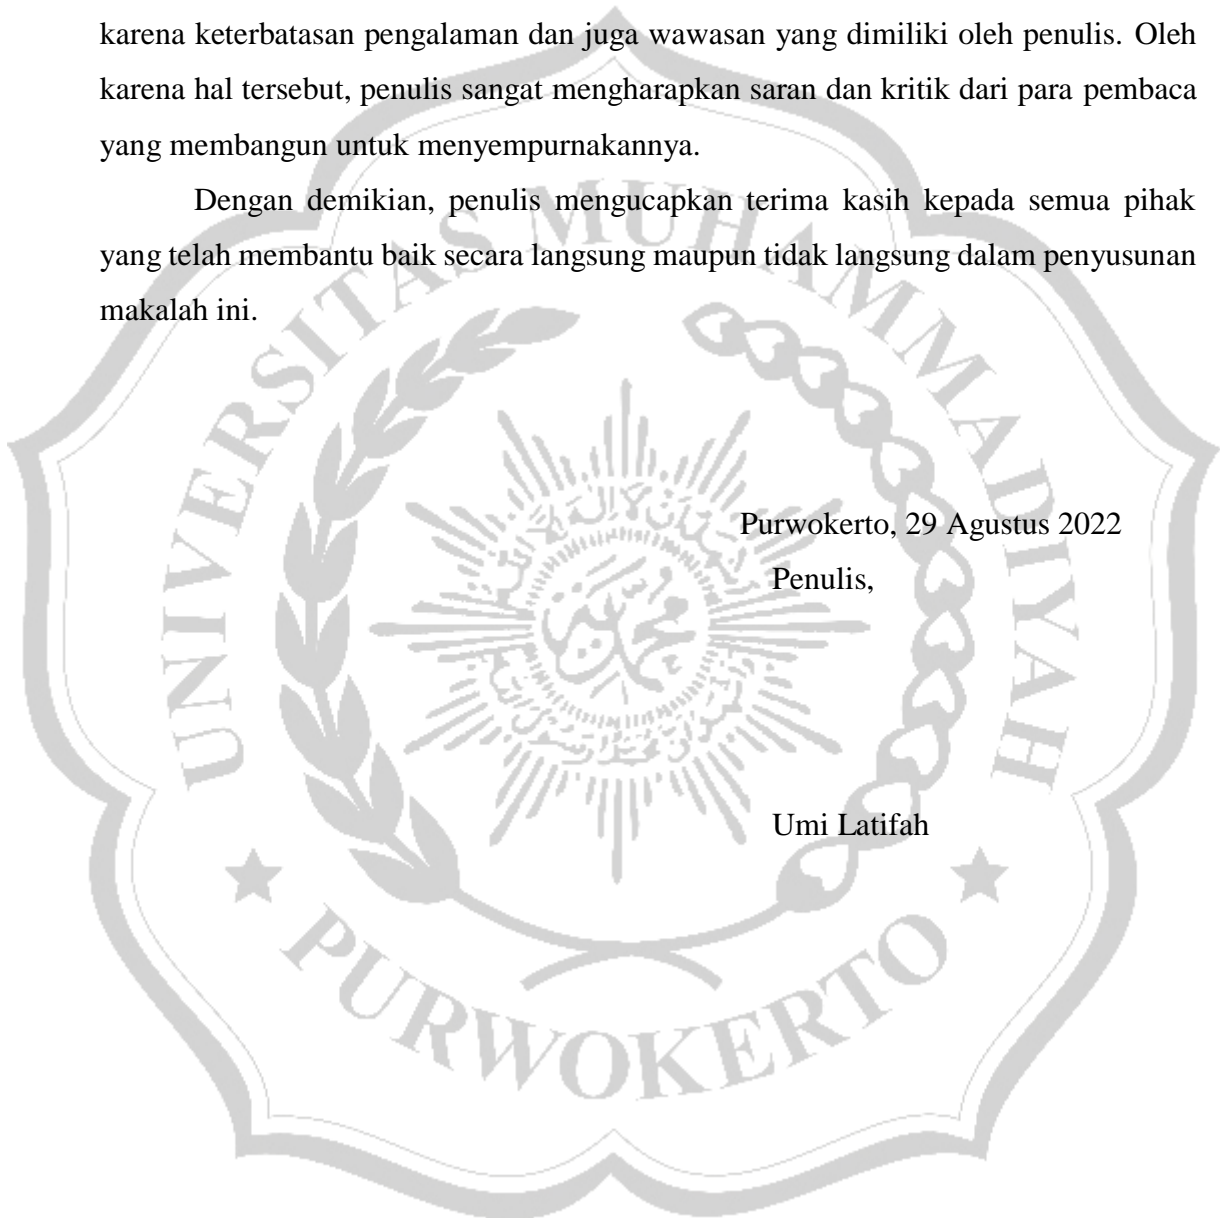 karena keterbatasan pengalaman dan juga wawasan yang dimiliki oleh penulis. Oleh
karena hal tersebut, penulis sangat mengharapkan saran dan kritik dari para pembaca
yang membangun untuk menyempurnakannya.
Dengan demikian, penulis mengucapkan terima kasih kepada semua pihak
yang telah membantu baik secara langsung maupun tidak langsung dalam penyusunan
makalah ini.
UNIVERSITAS MUHAMMADIYAH
Purwokerto, 29 Agustus 2022
Penulis,
Umi Latifah
PURWOKERTO